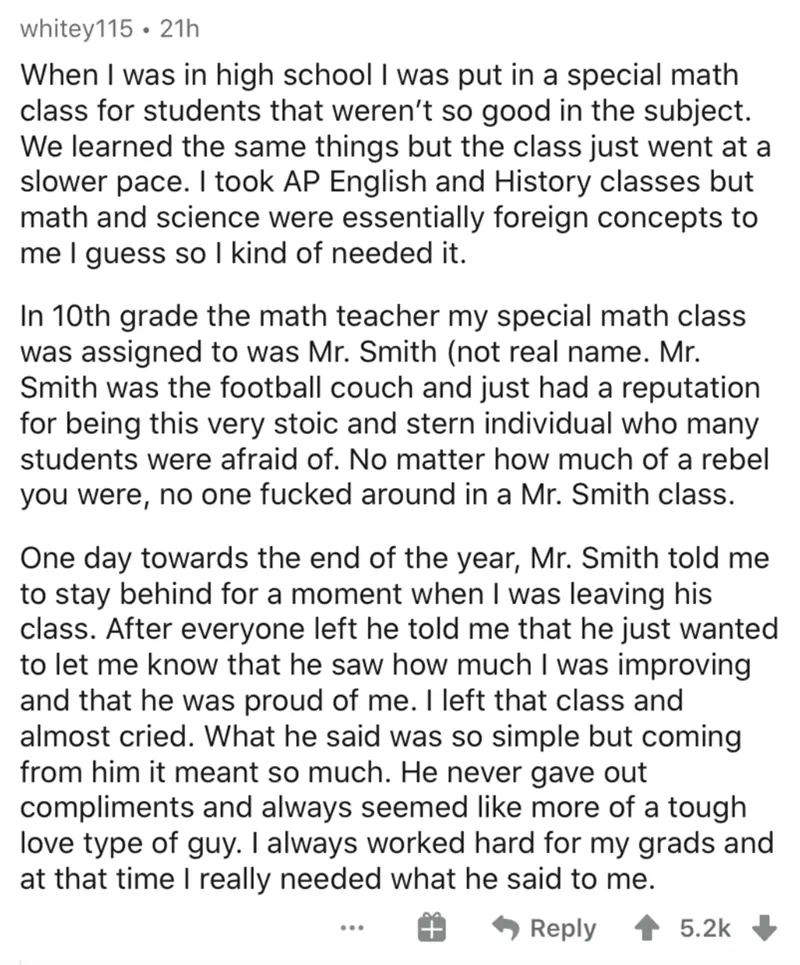 whitey115 • 21h
When I was in high school I was put in a special math
class for students that weren't so good in the subject.
We learned the same things but the class just went at a
slower pace. I took AP English and History classes but
math and science were essentially foreign concepts to
me I guess so I kind of needed it.
In 10th grade the math teacher my special math class
was assigned to was Mr. Smith (not real name. Mr.
Smith was the football couch and just had a reputation
for being this very stoic and stern individual who many
students were afraid of. No matter how much of a rebel
you were, no one fucked around in a Mr. Smith class.
One day towards the end of the year, Mr. Smith told me
to stay behind for a moment when I was leaving his
class. After everyone left he told me that he just wanted
to let me know that he saw how much I was improving
and that he was proud of me. I left that class and
almost cried. What he said was so simple but coming
from him it meant so much. He never gave out
compliments and always seemed like more of a tough
love type of guy. I always worked hard for my grads and
at that time I really needed what he said to me.
Reply 5.2k